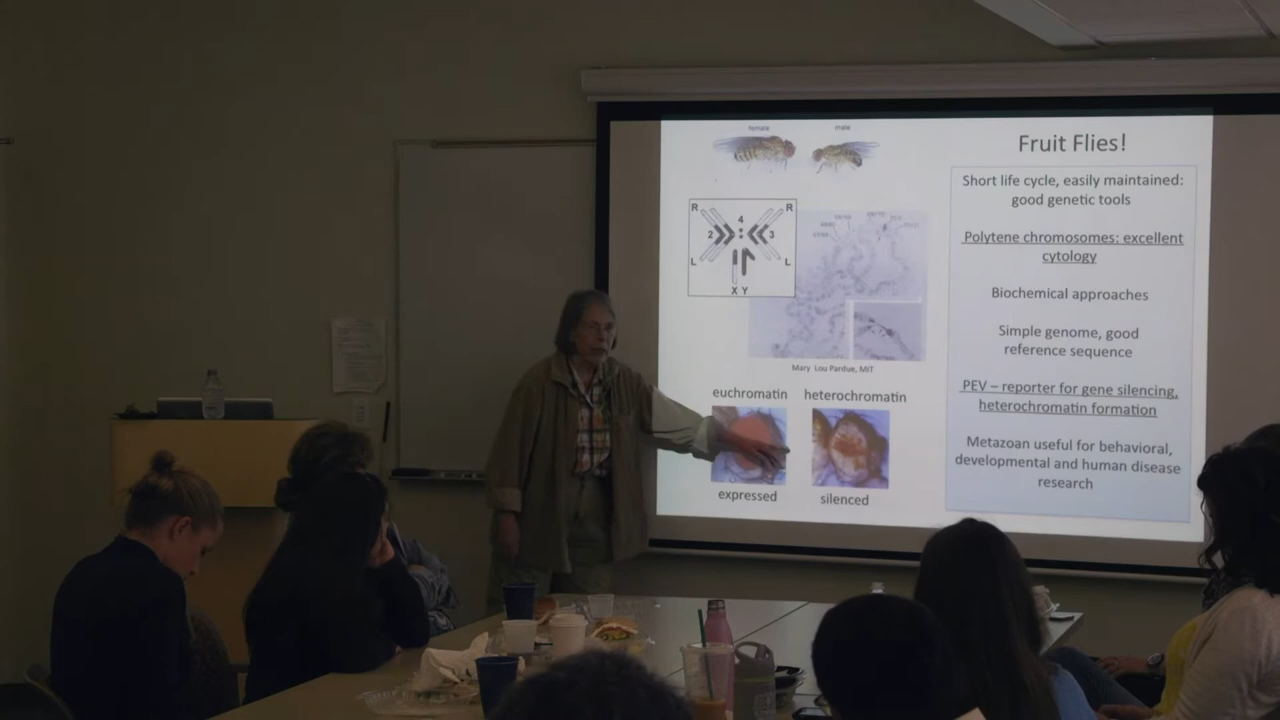 female male
Fruit Flies!
Short life cycle, easily maintained:
good genetic tools
Polytene chromosomes: excellent
cytology
Biochemical approaches
Simple genome, good
reference sequence
PEV – reporter for gene silencing,
heterochromatin formation
Metazoan useful for behavioral,
developmental and human disease
research
R R
4
2 3
L L
X Y
Mary Lou Pardue, MIT
euchromatin heterochromatin
expressed silenced